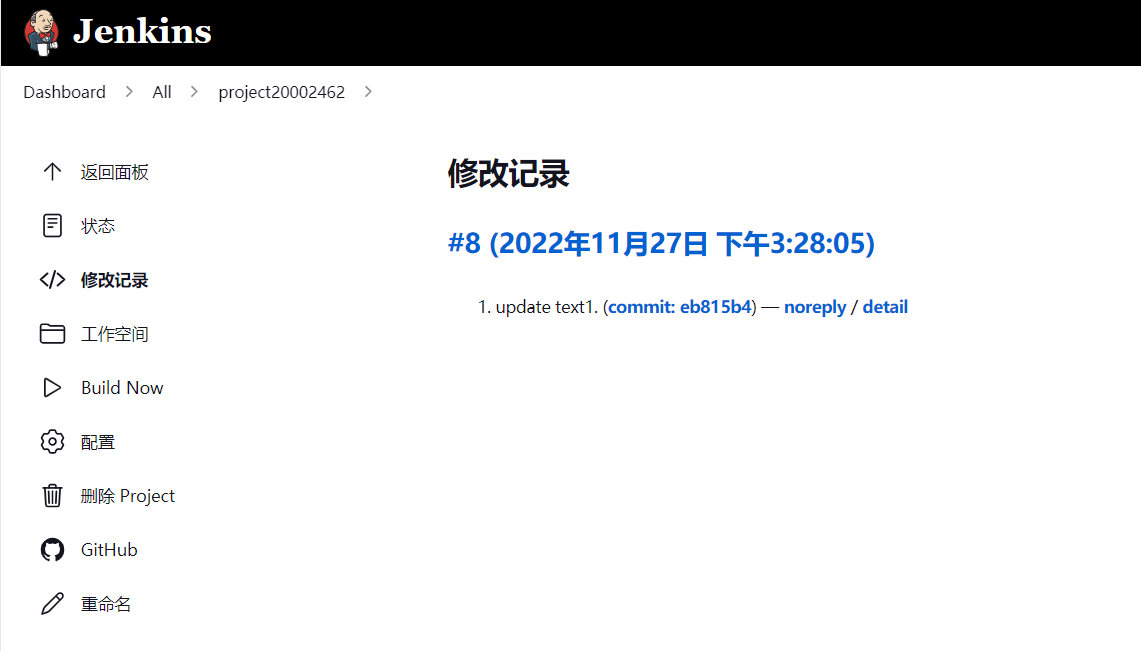 Jenkins
Dashboard > All > project20002462 >
返回面板
状态
修改记录
工作空间
Build Now
配置
删除 Project
GitHub
重命名
修改记录
#8 (2022年11月27日 下午3:28:05)
1. update text1. (commit: eb815b4) — noreply / detail